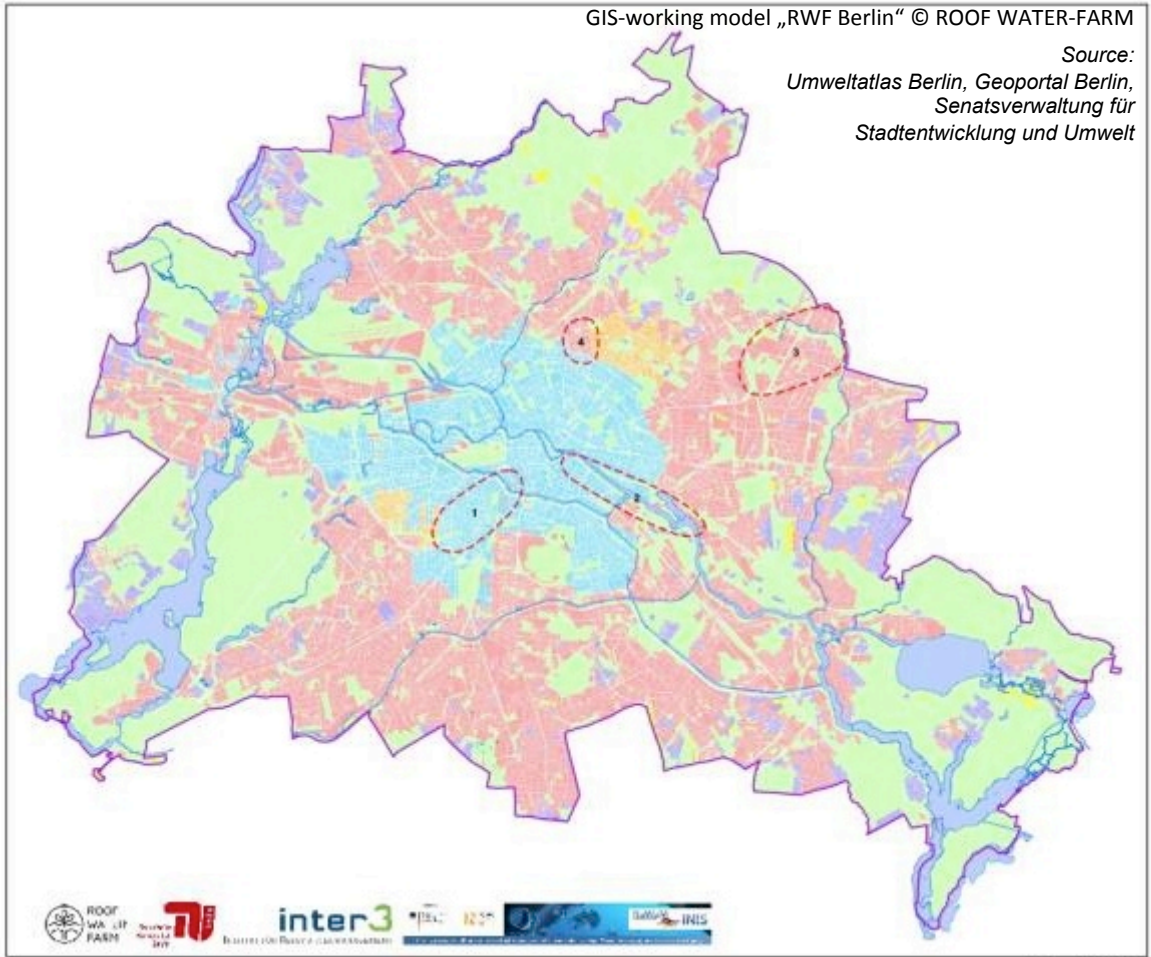 GIS-working model „RWF Berlin“ © ROOF WATER-FARM
Source:
Umweltatlas Berlin, Geoportal Berlin,
Senatsverwaltung für
Stadtentwicklung und Umwelt
4
3
2
1
ROOF
FARM
inter3
INIS